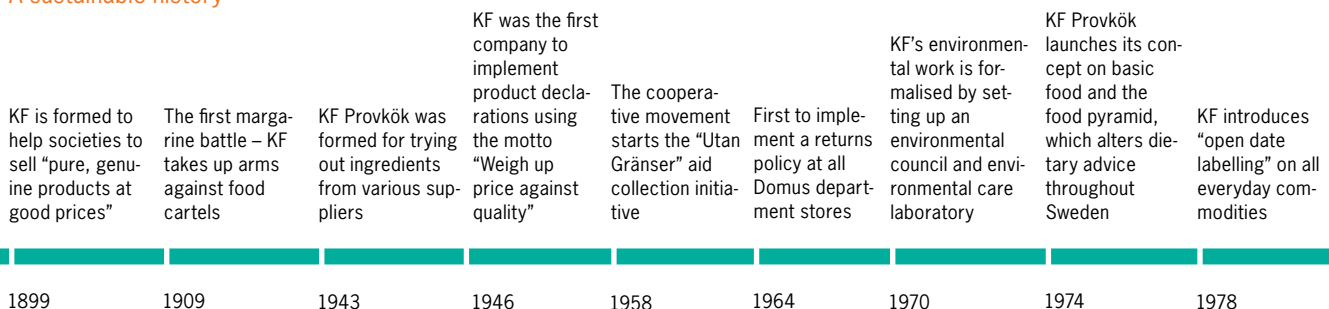 A sustainable history
KF is formed to
help societies to
sell “pure, genu-
ine products at
good prices”
The first marga-
rine battle – KF
takes up arms
against food
cartels
KF Provkök was
formed for trying
out ingredients
from various sup-
pliers
KF was the first
company to
implement
product decla-
rations using
the motto
“Weigh up
price against
quality”
The coopera-
tive movement
starts the “Utan
Gränser” aid
collection initia-
tive
First to imple-
ment a returns
policy at all
Domus depart-
ment stores
KF’s environmen-
tal work is for-
malised by set-
ting up an
environmental
council and envi-
ronmental care
laboratory
KF Provkök
launches its con-
cept on basic
food and the
food pyramid,
which alters die-
tary advice
throughout
Sweden
KF introduces
“open date
labelling” on all
everyday com-
modities
1899
1909
1943
1946
1958
1964
1970
1974
1978